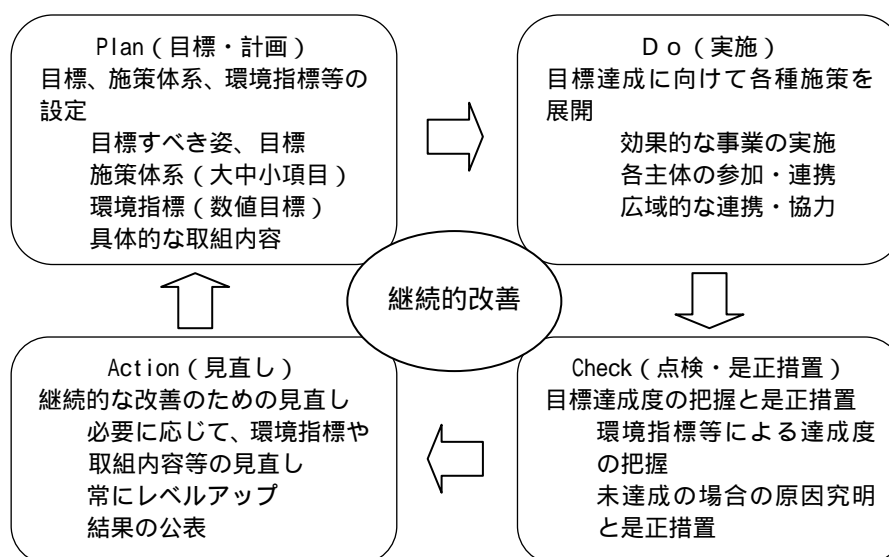 Plan(目標・計画)
目標、施策体系、環境指標等の
設定
目標すべき姿、目標
施策体系(大中小項目)
環境指標(数値目標)
具体的な取組内容
Do(実施)
目標達成に向けて各種施策を
展開
効果的な事業の実施
各主体の参加・連携
広域的な連携・協力
継続的改善
Action(見直し)
継続的な改善のための見直し
必要に応じて、環境指標や
取組内容等の見直し
常にレベルアップ
結果の公表
Check(点検・是正措置)
目標達成度の把握と是正措置
環境指標等による達成度
の把握
未達成の場合の原因究明
と是正措置